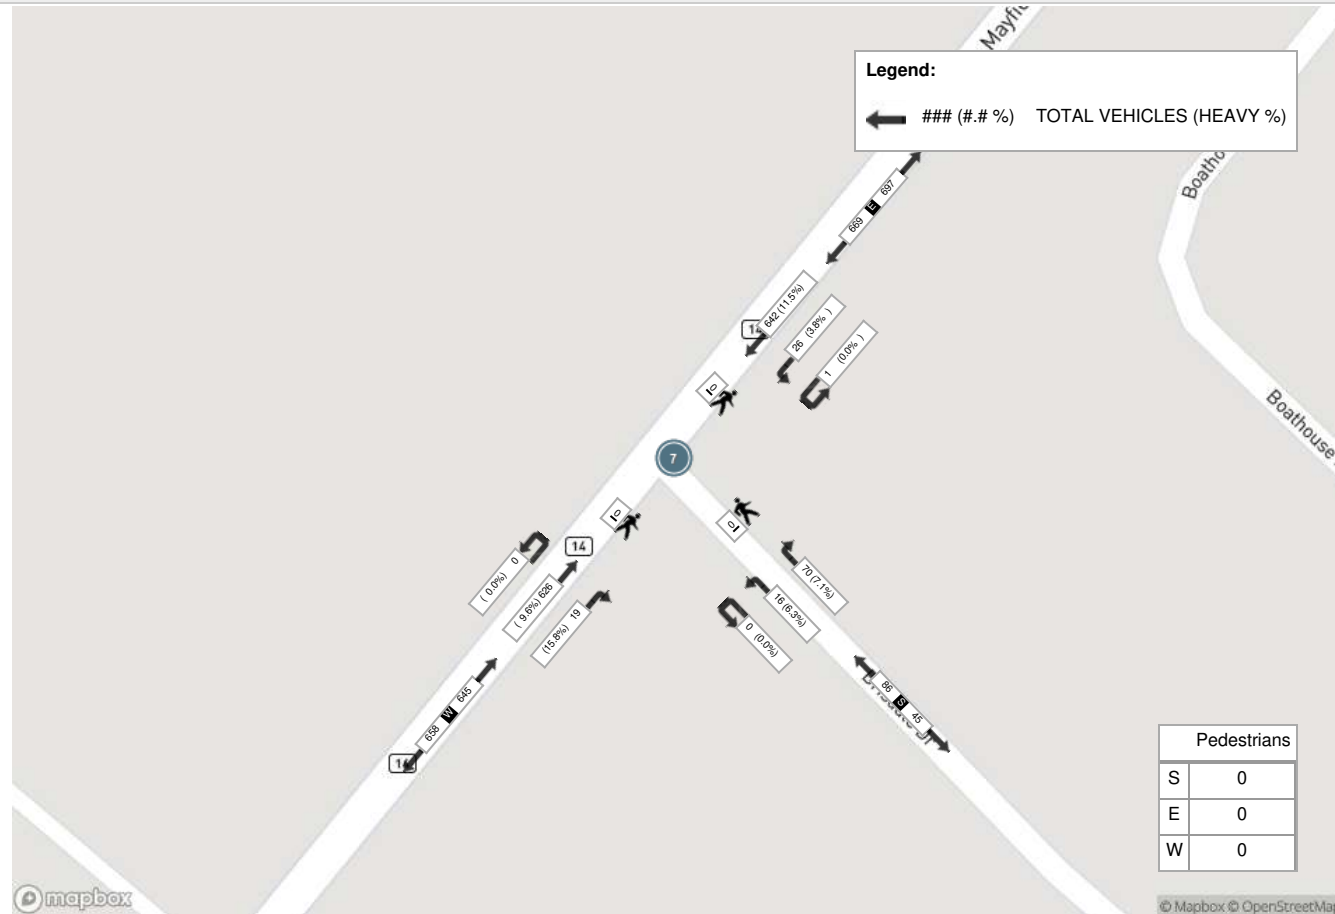 Mayfie
Legend:
### (#.# %) TOTAL VEHICLES (HEAVY %)
Boatho
697
E
669
642 (11.5%)
26 (3.8% )
1 (0.0% )
Boathouse
0
7
0
0
14
0
( 0.0%)
( 9.6%) 626
(15.8%) 19
70 (7.1%)
16 (6.3%)
0 (0.0%)
645
W
658
86
S
45
14
Pedestrians
S 0
E 0
W 0
mapbox
© Mapbox © OpenStreetMap